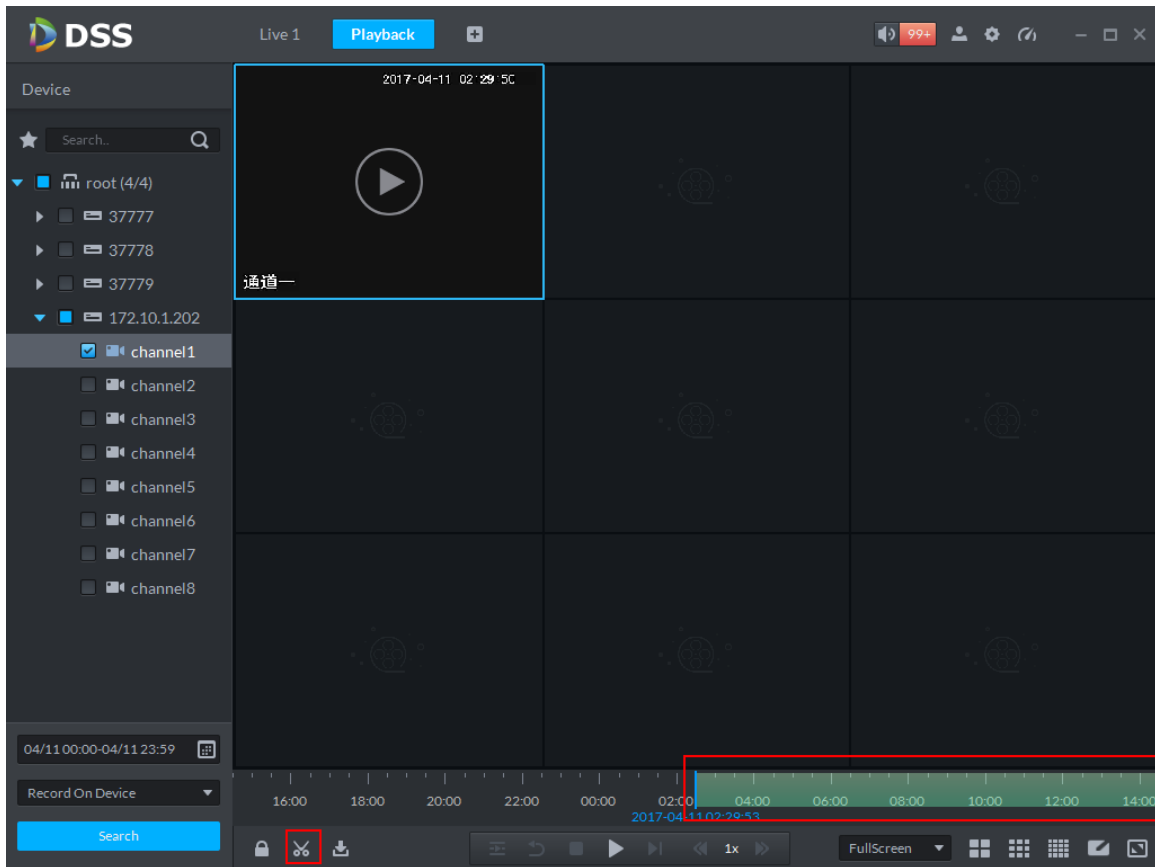 DSS
Live 1
Playback
99+
Device
Search..
root (4/4)
37777
37778
37779
172.10.1.202
channel1
channel2
channel3
channel4
channel5
channel6
channel7
channel8
04/11 00:00-04/11 23:59
Record On Device
Search
2017-04-11 02:29:50
通道一
16:00 18:00 20:00 22:00 00:00 02:00 04:00 06:00 08:00 10:00 12:00 14:00
2017-04-11 02:29:53
1x
FullScreen